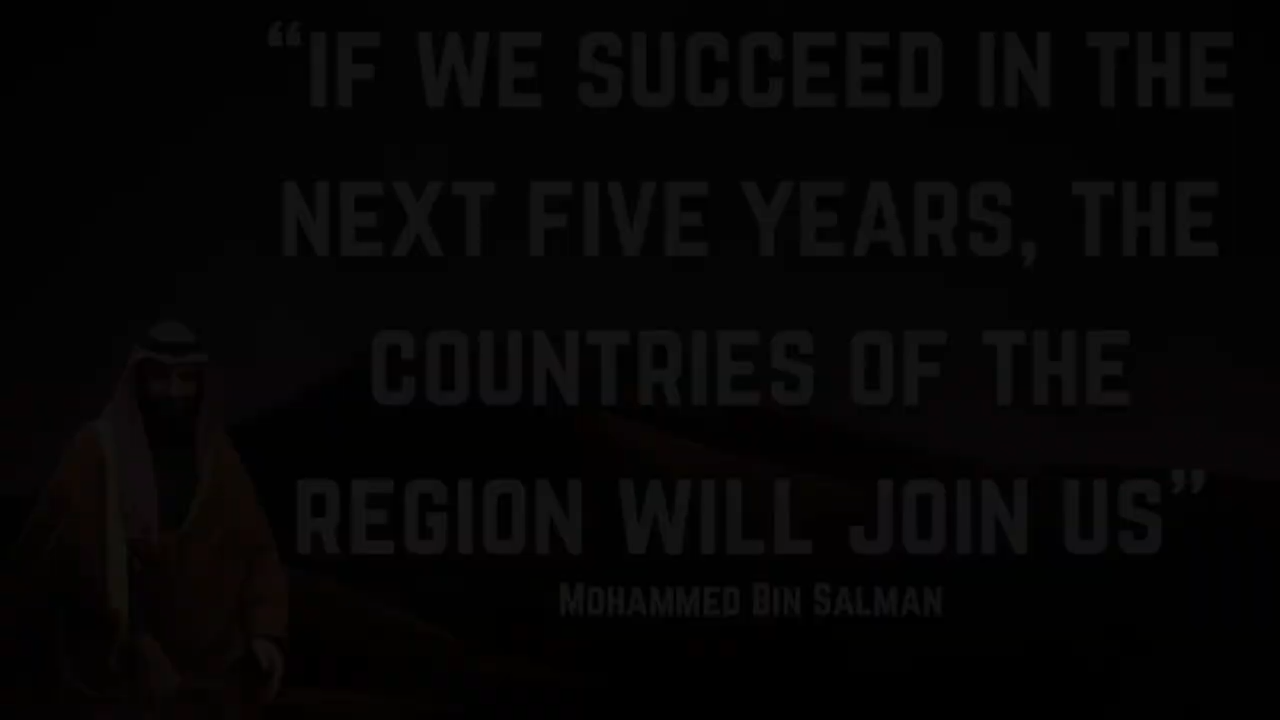 “IF WE SUCCEED IN THE
NEXT FIVE YEARS, THE
COUNTRIES OF THE
REGION WILL JOIN US”
MOHAMMED BIN SALMAN